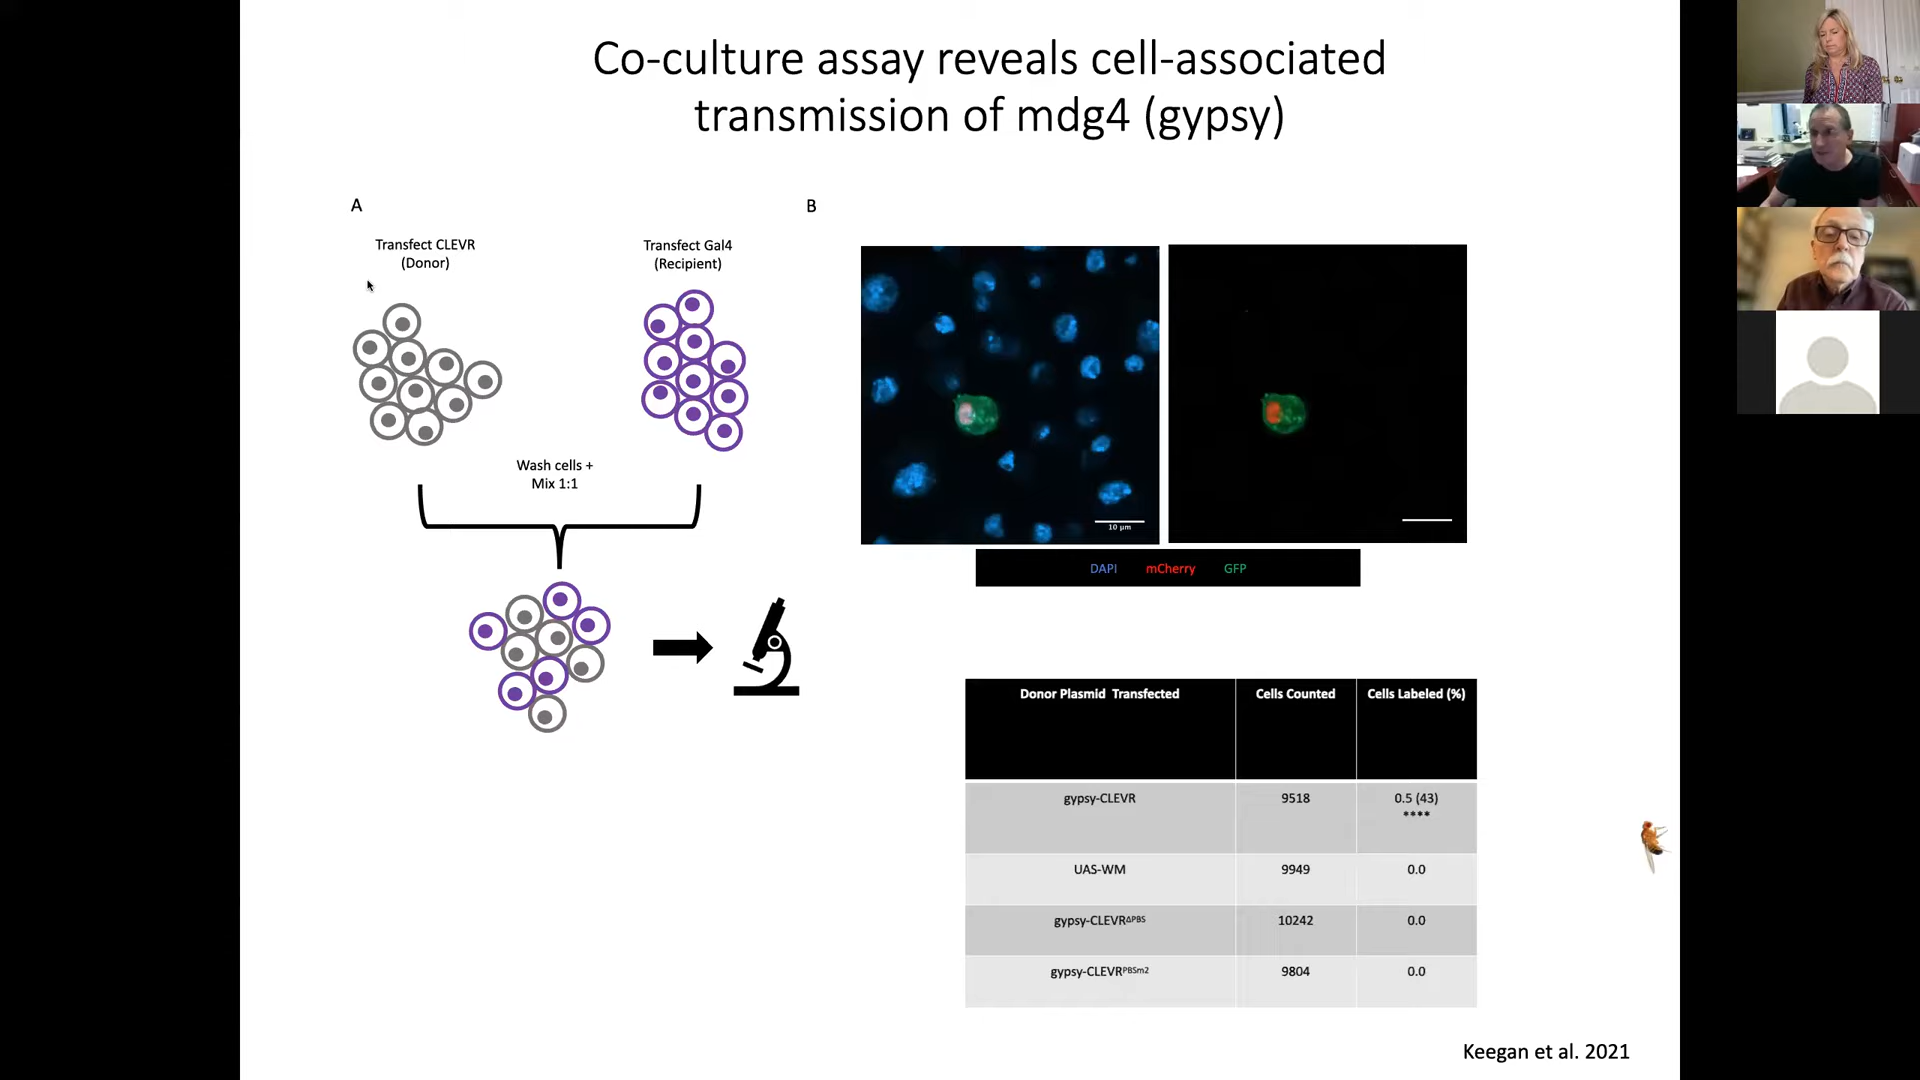 Co-culture assay reveals cell-associated
transmission of mdg4 (gypsy)
A
B
Transfect CLEVR
(Donor)
Transfect Gal4
(Recipient)
Wash cells +
Mix 1:1
10 µm
DAPI mCherry GFP
Donor Plasmid Transfected Cells Counted Cells Labeled (%)
gypsy-CLEVR 9518 0.5 (43)
****
UAS-WM 9949 0.0
gypsy-CLEVRΔPBS 10242 0.0
gypsy-CLEVRPBSm2 9804 0.0
Keegan et al. 2021